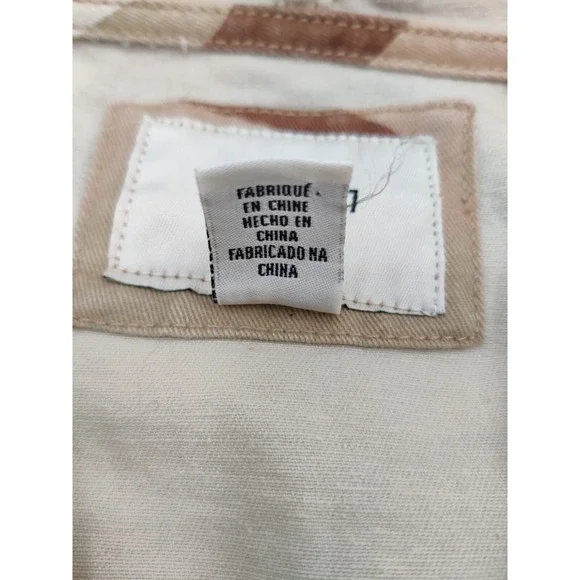 FABRIQUÉ
EN CHINE
HECHO EN
CHINA
FABRICADO NA
CHINA